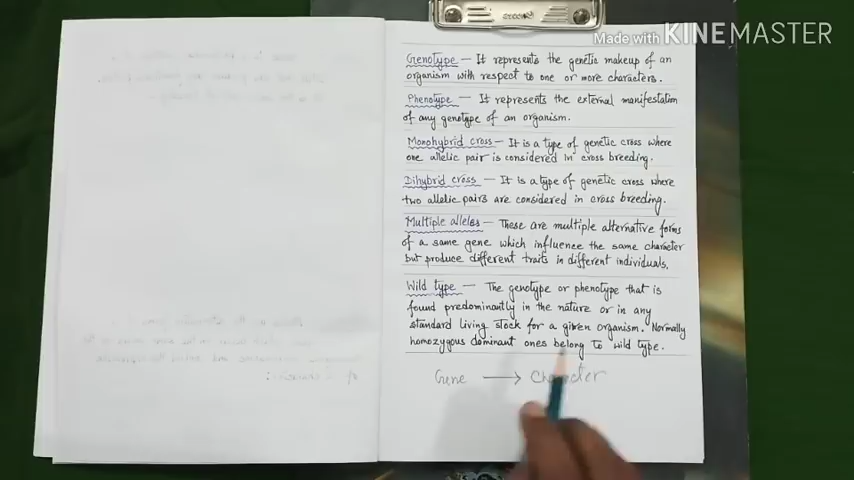 Made with KINEMASTER
Genotype – It represents the genetic makeup of an
organism with respect to one or more characters.
Phenotype – It represents the external manifestation
of any genotype of an organism.
Monohybrid cross – It is a type of genetic cross where
one allelic pair is considered in cross breeding.
Dihybrid cross – It is a type of genetic cross where
two allelic pairs are considered in cross breeding.
Multiple alleles – These are multiple alternative forms
of a same gene which influence the same character
but produce different traits in different individuals.
Wild type – The genotype or phenotype that is
found predominantly in the nature or in any
standard living stock for a given organism. Normally
homozygous dominant ones belong to wild type.
Gene → Character